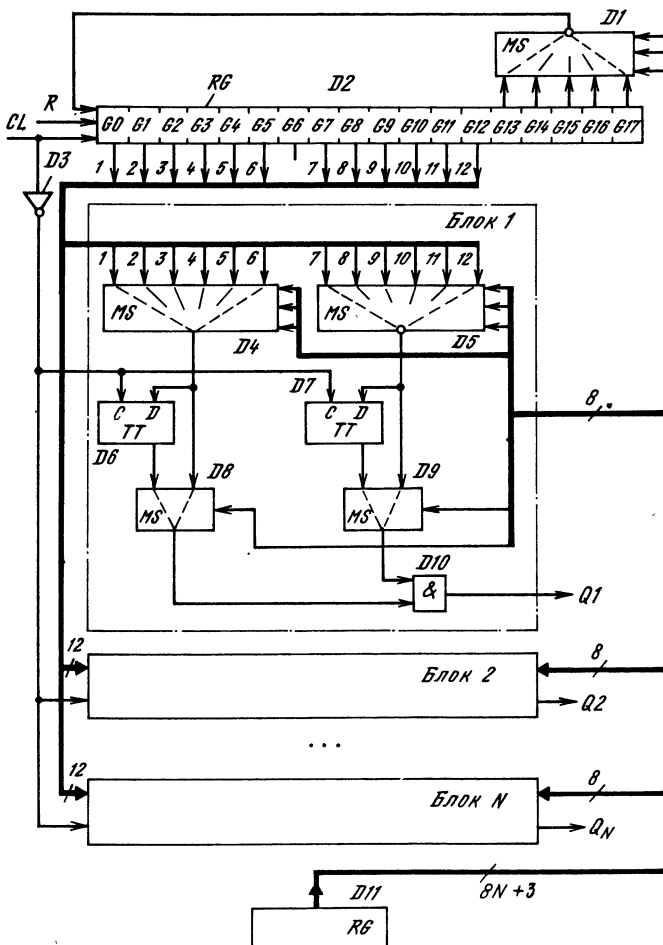 D1
MS
RG
D2
R
CL
G0 G1 G2 G3 G4 G5 G6 G7 G8 G9 G10 G11 G12 G13 G14 G15 G16 G17
D3
1 2 3 4 5 6 7 8 9 10 11 12
Блок 1
1 2 3 4 5 6 7 8 9 10 11 12
MS
MS
D4
D5
D7
8
C D
C D
TT
TT
D6
D8
D9
MS
MS
D10
&
Q1
12
8
Блок 2
Q2
...
12
8
Блок N
QN
8N+3
D11
RG